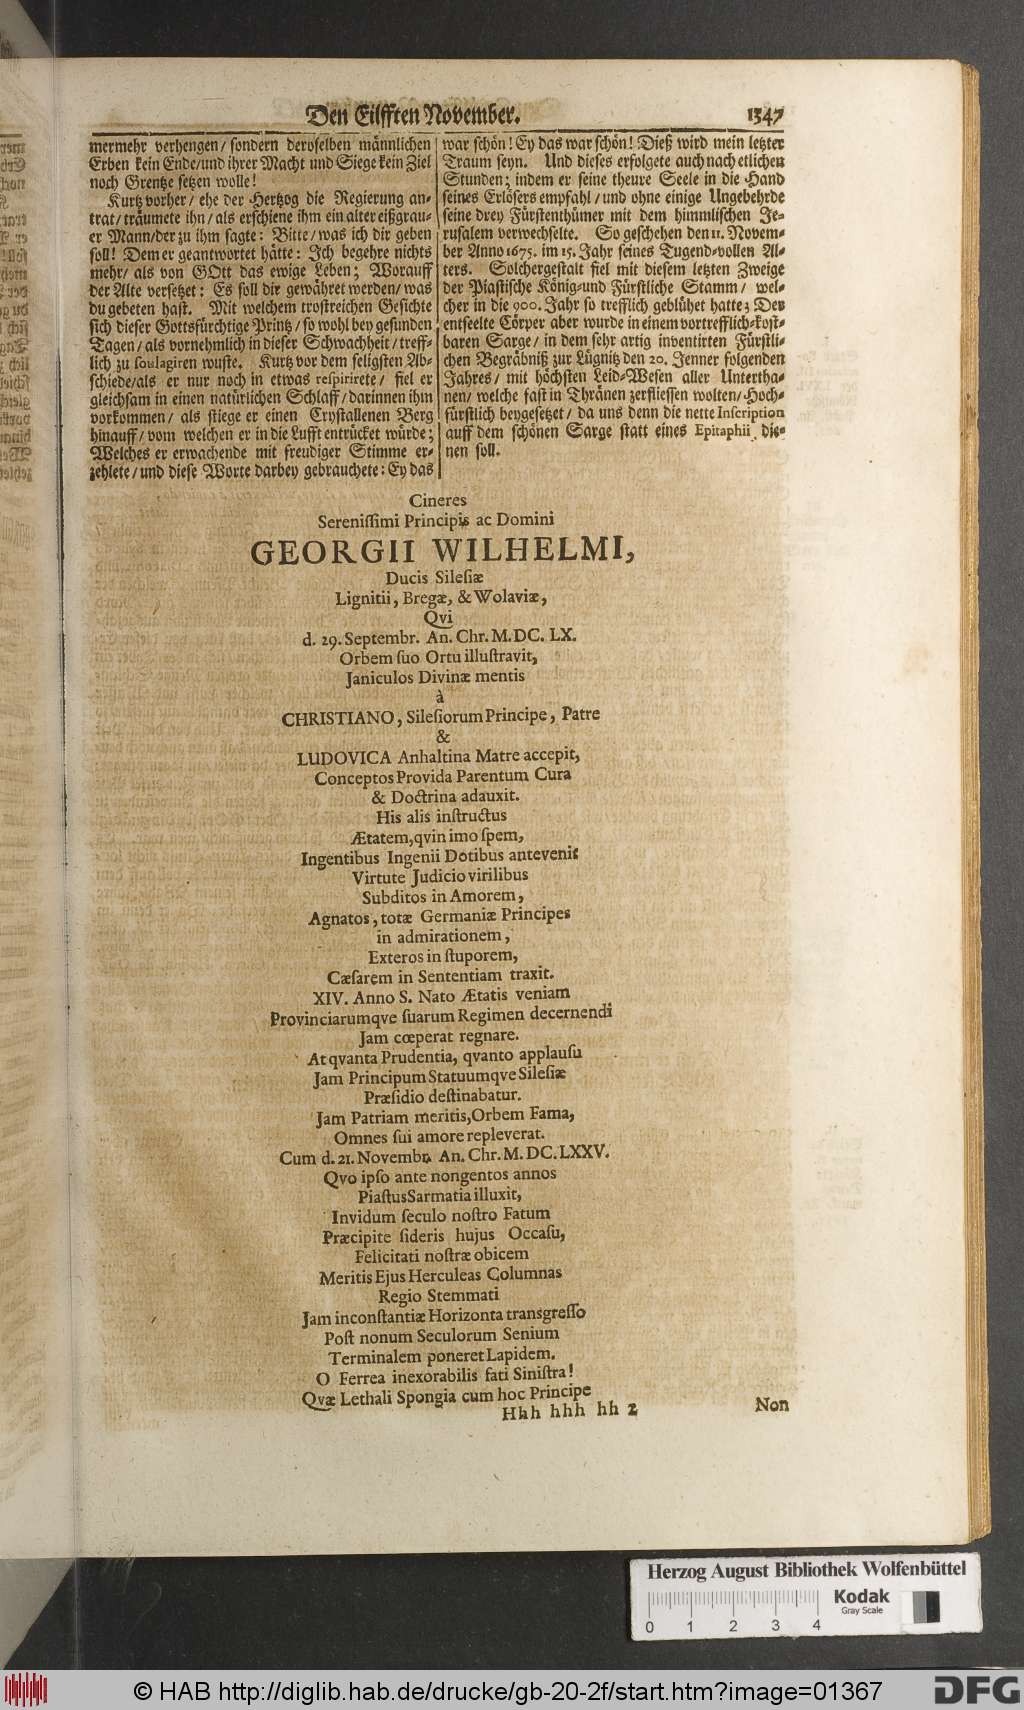 Den Eilfften November. 1347
mermehr verhengen/ sondern deroselben männlichen
Erben kein Ende/und ihrer Macht und Siege kein Ziel
noch Grentze setzen wolle!
Kurtz vorher/ ehe der Hertzog die Regierung an-
trat/ träumete ihn/ als erschiene ihm ein alter eißgrau-
er Mann/der zu ihm sagte: Bitte/ was ich dir geben
soll! Dem er geantwortet hätte: Ich begehre nichts
mehr/ als von GOtt das ewige Leben; Worauff
der Alte versetzet: Es soll dir gewähret werden/ was
du gebeten hast. Mit welchem trostreichen Gesichte
sich dieser Gottsfürchtige Printz/ so wohl bey gesunden
Tagen/ als vornehmlich in dieser Schwachheit/ treff-
lich zu soulagiren wuste. Kurtz vor dem seligsten Ab-
schiede/als er nur noch in etwas respirirete/ fiel er
gleichsam in einen natürlichen Schlaff/ darinnen ihm
vorkommen/ als stiege er einen Crystallenen Berg
hinauff/ vom welchen er in die Lufft entrücket würde;
Welches er erwachende mit freudiger Stimme er-
zehlete/ und diese Worte darbey gebrauchete: Ey das
war schön! Ey das war schön! Dieß wird mein letzter
Traum seyn. Und dieses erfolgete auch nach etlichen
Stunden; indem er seine theure Seele in die Hand
seines Erlösers empfahl/ und ohne einige Ungebehrde
seine drey Fürstenthümer mit dem himmlischen Je-
rusalem verwechselte. So geschehen den 11. Novem-
ber Anno 1675. im 15. Jahr seines Tugend-vollen Al-
ters. Solchergestalt fiel mit diesem letzten Zweige
der Piastische König-und Fürstliche Stamm/ wel-
cher in die 900. Jahr so trefflich geblühet hatte; Der
entseelte Cörper aber wurde in einem vortrefflich-kost-
baren Sarge/ in dem sehr artig inventirten Fürstli-
chen Begräbniß zur Lügnitz den 20. Jenner folgenden
Jahres/ mit höchsten Leid-Wesen aller Untertha-
nen/ welche fast in Thränen zerfliessen wolten/ Hoch-
fürstlich beygesetzet/ da uns denn die nette Inscription
auff dem schönen Sarge statt eines Epitaphii die-
nen soll.
Cineres
Serenissimi Principis ac Domini
GEORGII WILHELMI,
Ducis Silesiæ
Lignitii, Bregæ, & Wolaviæ,
Qvi
d. 29. Septembr. An. Chr. M. DC. LX.
Orbem suo Ortu illustravit,
Janiculos Divinæ mentis
à
CHRISTIANO, Silesiorum Principe, Patre
&
LUDOVICA Anhaltina Matre accepit,
Conceptos Provida Parentum Cura
& Doctrina adauxit.
His alis instructus
Ætatem, qvin imo spem,
Ingentibus Ingenii Dotibus antevenit
Virtute Judicio virilibus
Subditos in Amorem,
Agnatos, totæ Germaniæ Principes
in admirationem,
Exteros in stuporem,
Cæsarem in Sententiam traxit.
XIV. Anno S. Nato Ætatis veniam
Provinciarumqve suarum Regimen decernendi
Jam cœperat regnare.
At qvanta Prudentia, qvanto applausu
Jam Principum Statuumqve Silesiæ
Præsidio destinabatur.
Jam Patriam meritis, Orbem Fama,
Omnes sui amore repleverat.
Cum d. 21. Novembr. An. Chr. M. DC. LXXV.
Qvo ipso ante nongentos annos
Piastus Sarmatia illuxit,
Invidum seculo nostro Fatum
Præcipite sideris hujus Occasu,
Felicitati nostræ obicem
Meritis Ejus Herculeas Columnas
Regio Stemmati
Jam inconstantiæ Horizonta transgresso
Post nonum Seculorum Senium
Terminalem poneret Lapidem.
O Ferrea inexorabilis fati Sinistra!
Qvæ Lethali Spongia cum hoc Principe
Hhh hhh hh 2 Non
Herzog August Bibliothek Wolfenbüttel
Kodak
Gray Scale
0 1 2 3 4
© HAB http://diglib.hab.de/drucke/gb-20-2f/start.htm?image=01367
DFG